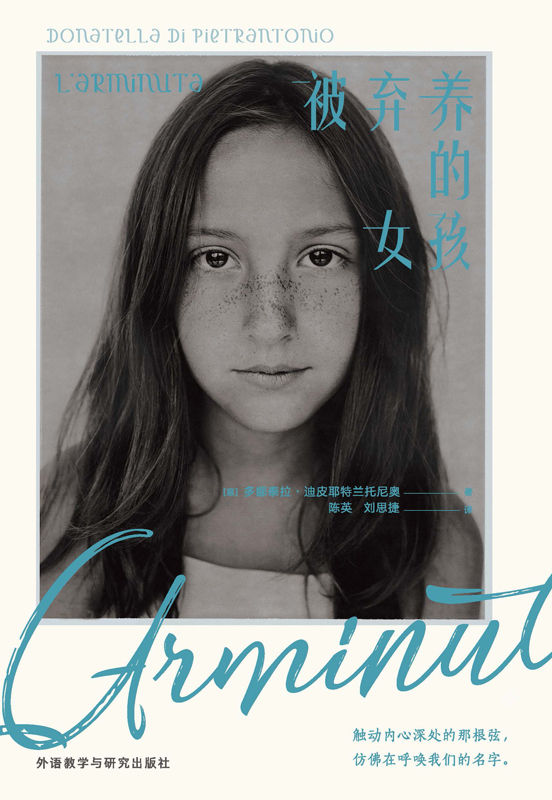 DONATELLA DI PIETRANTONIO
L'ARMINUTA
被弃养
的
女孩
[意] 多娜泰拉·迪皮耶特兰托尼奥 著
陈英 刘思捷 译
Arminut
触动内心深处的那根弦,
仿佛在呼唤我们的名字。
外语教学与研究出版社